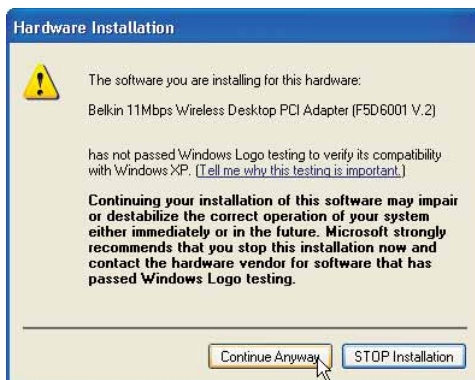 Hardware Installation
The software you are installing for this hardware:
Belkin 11Mbps Wireless Desktop PCI Adapter (F5D6001 V.2)
has not passed Windows Logo testing to verify its compatibility
with Windows XP. (Tell me why this testing is important.)
Continuing your installation of this software may impair
or destabilize the correct operation of your system
either immediately or in the future. Microsoft strongly
recommends that you stop this installation now and
contact the hardware vendor for software that has
passed Windows Logo testing.
Continue Anyway STOP Installation